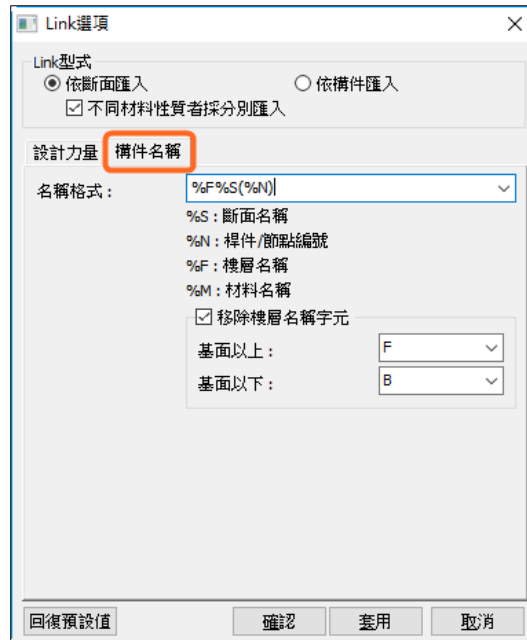 Link選項
Link型式
依斷面匯入 依構件匯入
不同材料性質者採分別匯入
設計力量 構件名稱
名稱格式： %F%S(%N)
%S：斷面名稱
%N：桿件/節點編號
%F：樓層名稱
%M：材料名稱
移除樓層名稱字元
基面以上： F
基面以下： B
回復預設值 確認 套用 取消